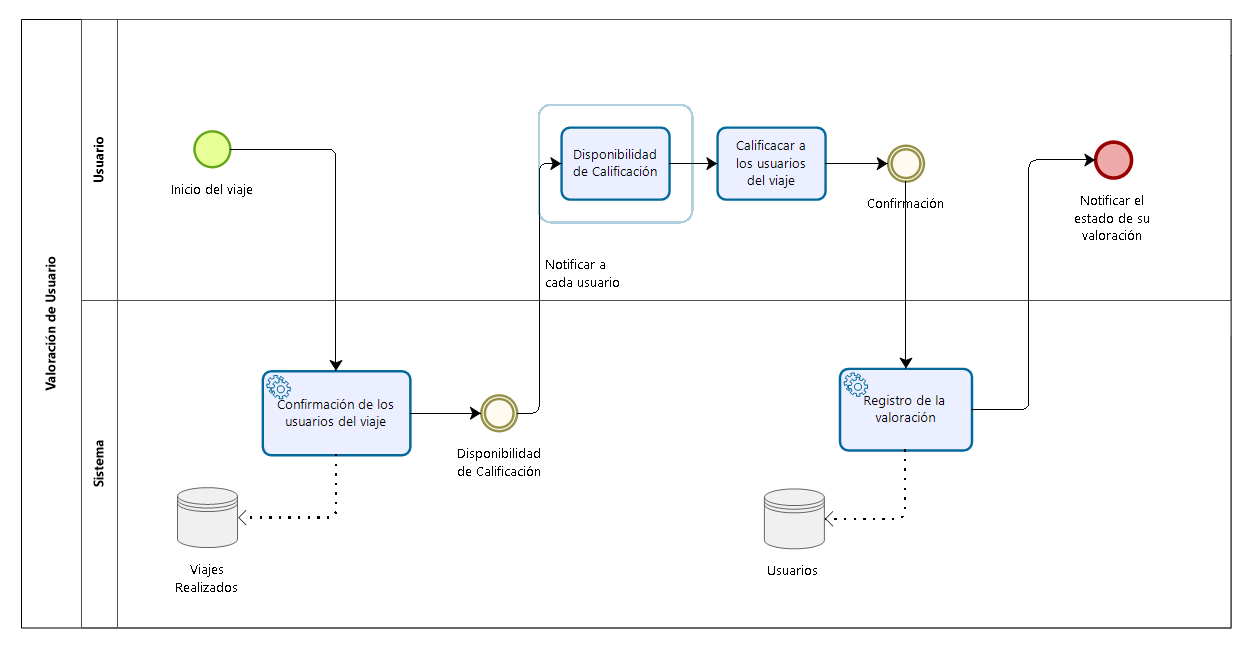 Valoración de Usuario
Usuario
Inicio del viaje
Disponibilidad
de Calificación
Calificacar a
los usuarios
del viaje
Confirmación
Notificar el
estado de su
valoración
Notificar a
cada usuario
Sistema
Confirmación de los
usuarios del viaje
Disponibilidad
de Calificación
Registro de la
valoración
Viajes
Realizados
Usuarios